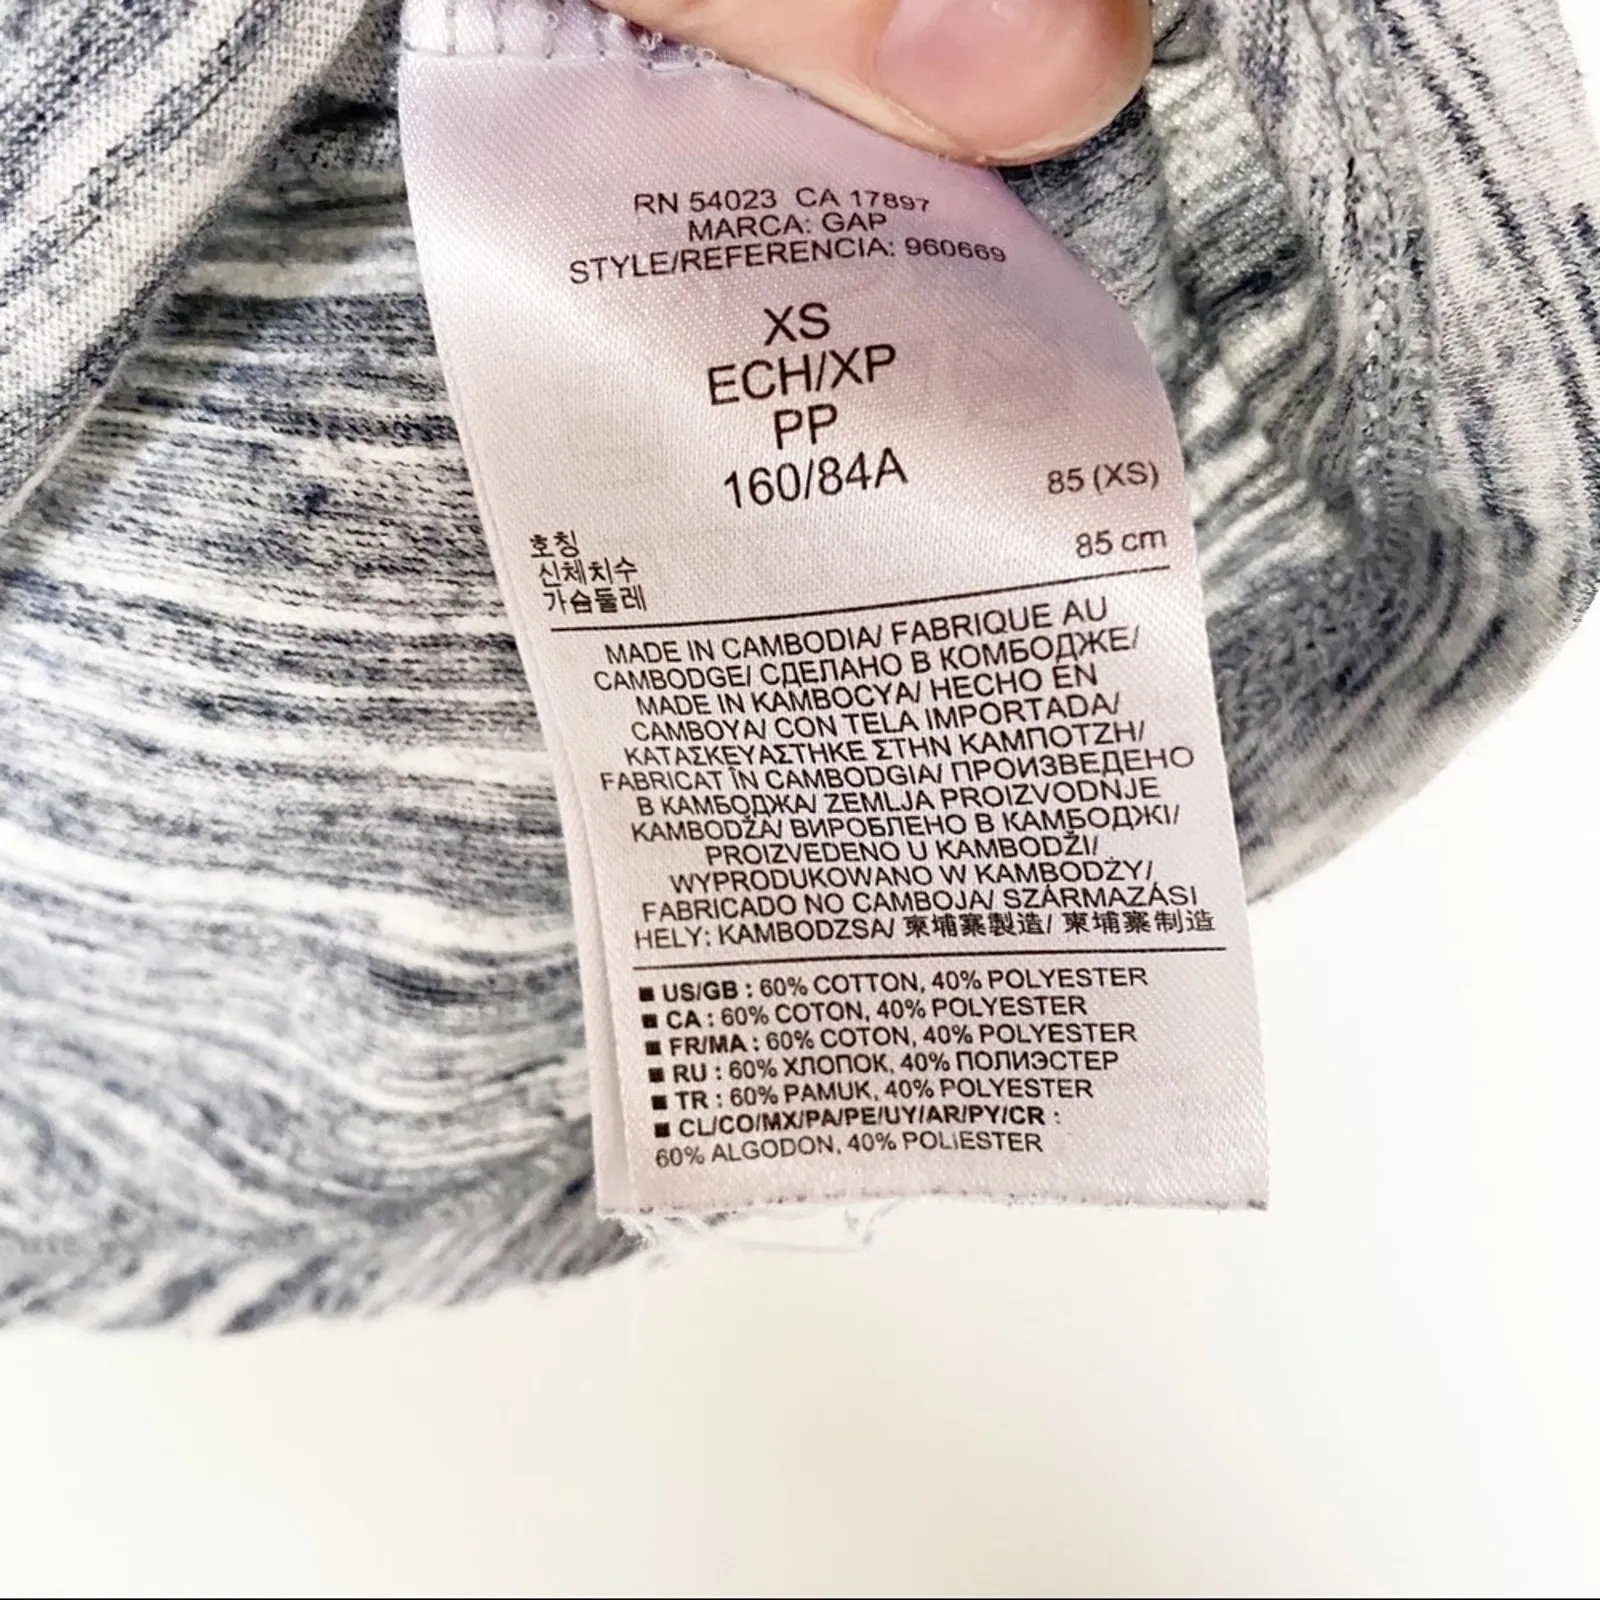 RN 54023 CA 17897
MARCA: GAP
STYLE/REFERENCIA: 960669
XS
ECH/XP
PP
160/84A
85 (XS)
호칭
85 cm
신체치수
가슴둘레
MADE IN CAMBODIA/ FABRIQUE AU
CAMBODGE/ СДЕЛАНО В КОМБОДЖЕ/
MADE IN KAMBOCYA/ HECHO EN
CAMBOYA/ CON TELA IMPORTADA/
ΚΑΤΑΣΚΕΥΑΣΤΗΚΕ ΣΤΗΝ ΚΑΜΠΟΤΖΗ/
FABRICAT ÎN CAMBODGIA/ ПРОИЗВЕДЕНО
В КАМБОДЖА/ ZEMLJA PROIZVODNJE
KAMBODŽA/ ВИРОБЛЕНО В КАМБОДЖІ/
PROIZVEDENO U KAMBODŽI/
WYPRODUKOWANO W KAMBODŻY/
FABRICADO NO CAMBOJA/ SZÁRMAZÁSI
HELY: KAMBODZSA/ 柬埔寨製造/ 柬埔寨制造
■ US/GB : 60% COTTON, 40% POLYESTER
■ CA : 60% COTON, 40% POLYESTER
■ FR/MA : 60% COTON, 40% POLYESTER
■ RU : 60% ХЛОПОК, 40% ПОЛИЭСТЕР
■ TR : 60% PAMUK, 40% POLYESTER
■ CL/CO/MX/PA/PE/UY/AR/PY/CR :
60% ALGODON, 40% POLIESTER